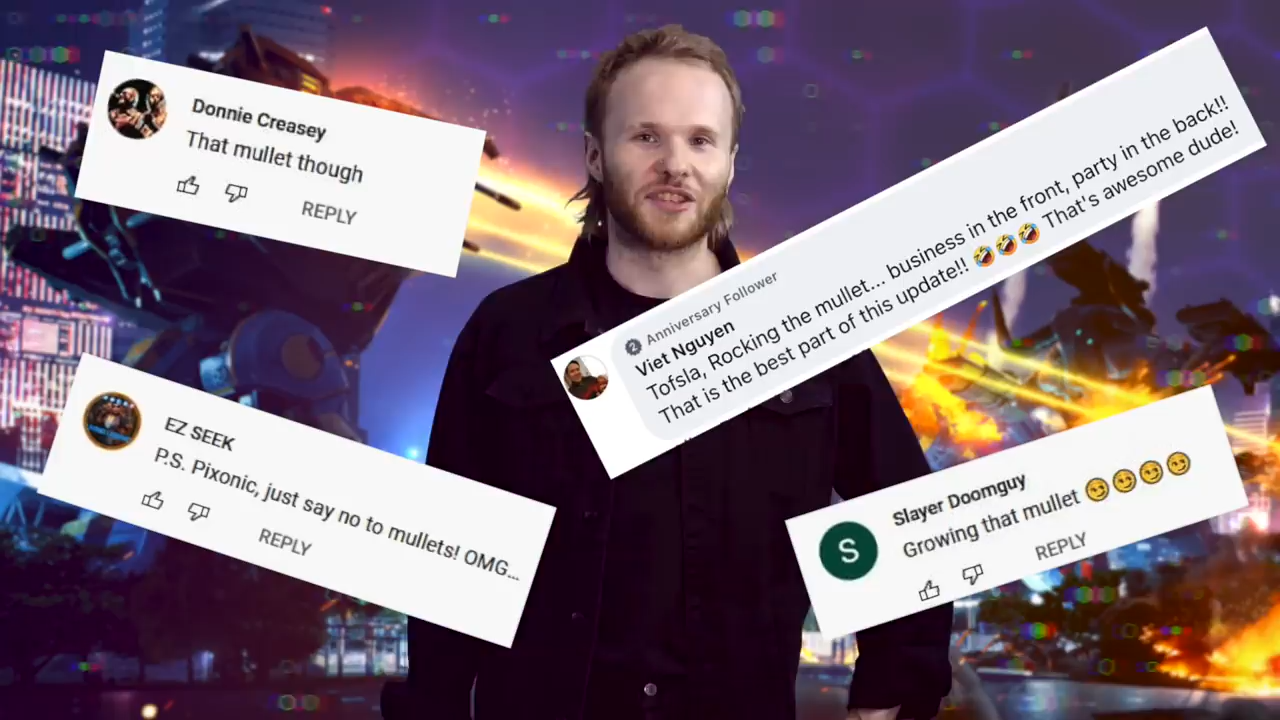 Donnie Creasey
That mullet though
REPLY
Anniversary Follower
Viet Nguyen
Tofsla, Rocking the mullet... business in the front, party in the back!!
That is the best part of this update!! 🤣🤣🤣 That's awesome dude!
EZ SEEK
P.S. Pixonic, just say no to mullets! OMG...
REPLY
S
Slayer Doomguy
Growing that mullet 😏😏😏😏
REPLY